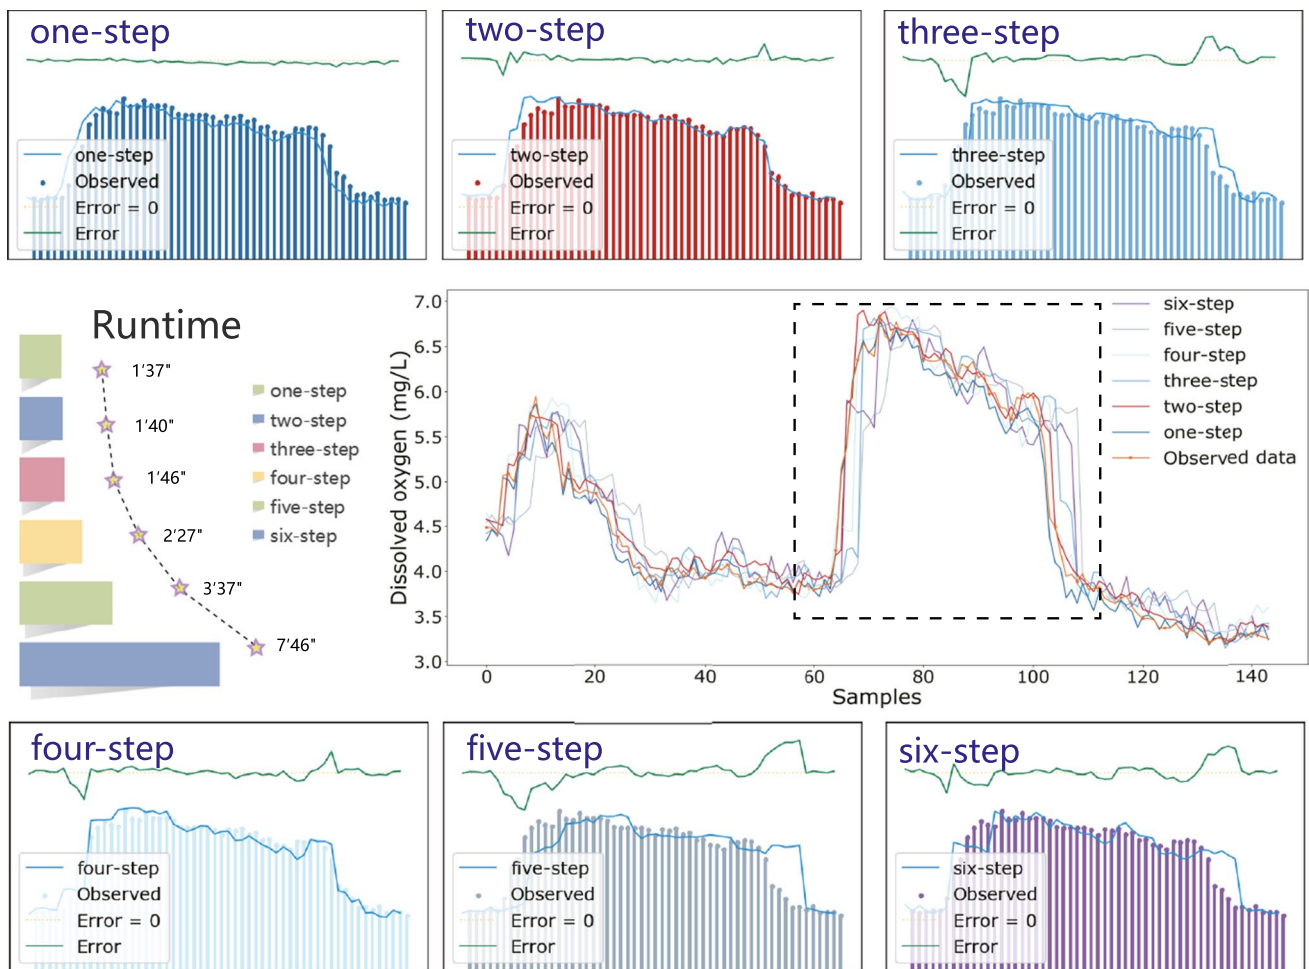 one-step
one-step
Observed
Error = 0
Error
two-step
two-step
Observed
Error = 0
Error
three-step
three-step
Observed
Error = 0
Error
Runtime
1'37"
1'40"
1'46"
2'27"
3'37"
7'46"
one-step
two-step
three-step
four-step
five-step
six-step
Dissolved oxygen (mg/L)
7.0
6.5
6.0
5.5
5.0
4.5
4.0
3.5
3.0
0 20 40 60 80 100 120 140
Samples
six-step
five-step
four-step
three-step
two-step
one-step
Observed data
four-step
four-step
Observed
Error = 0
Error
five-step
five-step
Observed
Error = 0
Error
six-step
six-step
Observed
Error = 0
Error